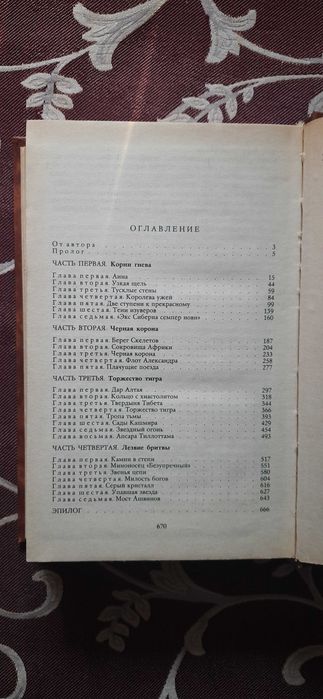 ОГЛАВЛЕНИЕ
От автора 3
Пролог 5
ЧАСТЬ ПЕРВАЯ. Корни гнева
Глава первая. Анна 15
Глава вторая. Узкая щель 44
Глава третья. Тусклые стены 59
Глава четвертая. Королева ужей 84
Глава пятая. Две ступени к прекрасному 99
Глава шестая. Тени изуверов 139
Глава седьмая. «Экс Сибериа семпер нови» 160
ЧАСТЬ ВТОРАЯ. Черная корона
Глава первая. Берег Скелетов 187
Глава вторая. Сокровища Африки 204
Глава третья. Черная корона 233
Глава четвертая. Флот Александра 258
Глава пятая. Плачущие поезда 277
ЧАСТЬ ТРЕТЬЯ. Торжество тигра
Глава первая. Дар Алтая 297
Глава вторая. Кольцо с хиастолитом 318
Глава третья. Твердыня Тибета 344
Глава четвертая. Торжество тигра 366
Глава пятая. Тропа тьмы 393
Глава шестая. Сады Кашмира 429
Глава седьмая. Звездный огонь 454
Глава восьмая. Апсара Тиллоттама 493
ЧАСТЬ ЧЕТВЕРТАЯ. Лезвие бритвы
Глава первая. Камни в степи 517
Глава вторая. Миноносец «Безупречный» 551
Глава третья. Звенья цепи 580
Глава четвертая. Милость богов 604
Глава пятая. Серый кристалл 616
Глава шестая. Упавшая звезда 627
Глава седьмая. Мост Ашвинов 643
ЭПИЛОГ 666
670